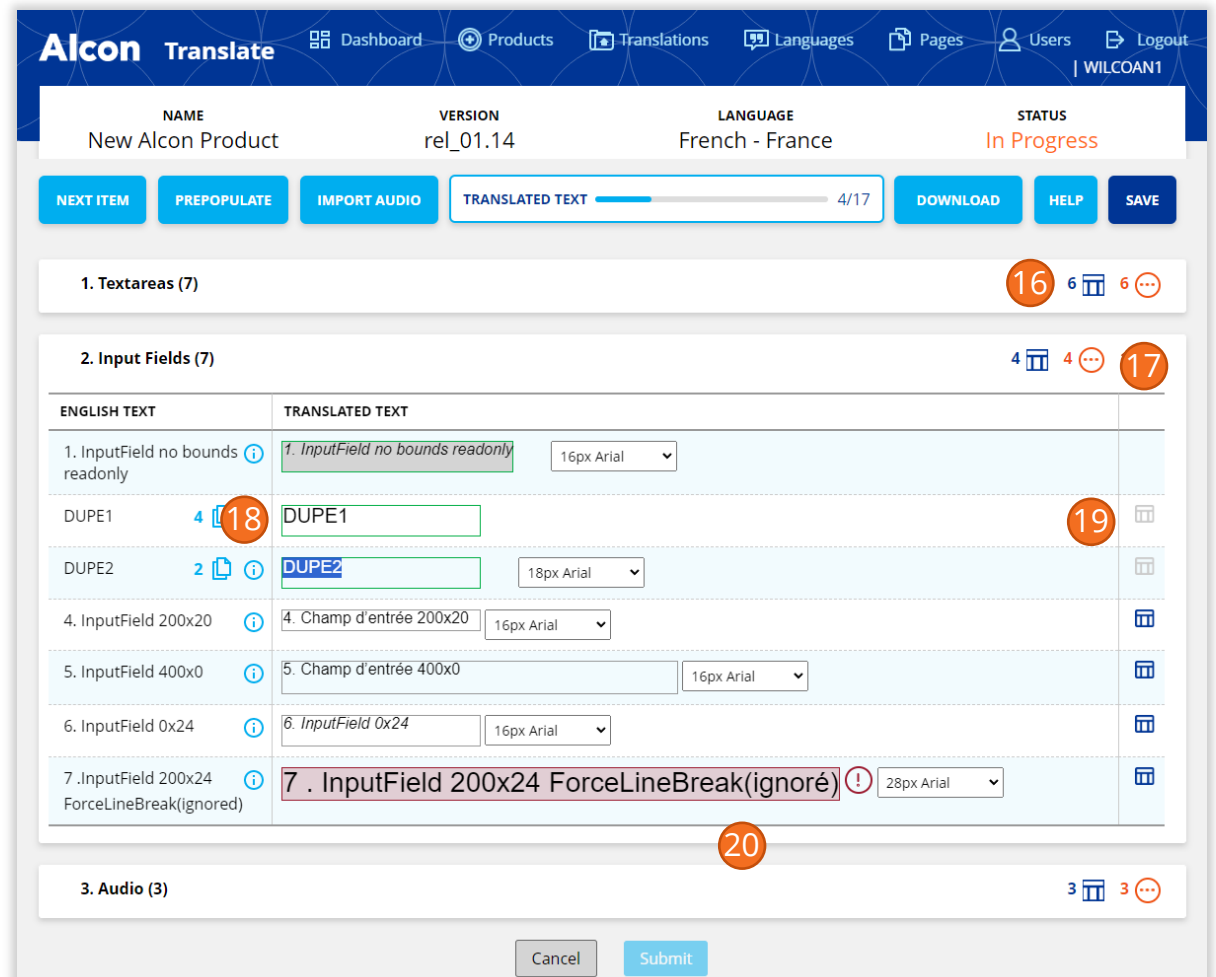 Alcon Translate Dashboard Products Translations Languages Pages Users Logout
| WILCOAN1
NAME VERSION LANGUAGE STATUS
New Alcon Product rel_01.14 French - France In Progress
NEXT ITEM PREPOPULATE IMPORT AUDIO TRANSLATED TEXT 4/17 DOWNLOAD HELP SAVE
1. Textareas (7) 16 6 6
2. Input Fields (7) 4 4 17
ENGLISH TEXT TRANSLATED TEXT
1. InputField no bounds 1. InputField no bounds readonly 16px Arial
readonly
DUPE1 4 18 DUPE1 19
DUPE2 2 DUPE2 18px Arial
4. InputField 200x20 4. Champ d'entrée 200x20 16px Arial
5. InputField 400x0 5. Champ d'entrée 400x0 16px Arial
6. InputField 0x24 6. InputField 0x24 16px Arial
7 .InputField 200x24 7 . InputField 200x24 ForceLineBreak(ignoré) 28px Arial
ForceLineBreak(ignored)
20
3. Audio (3) 3 3
Cancel Submit